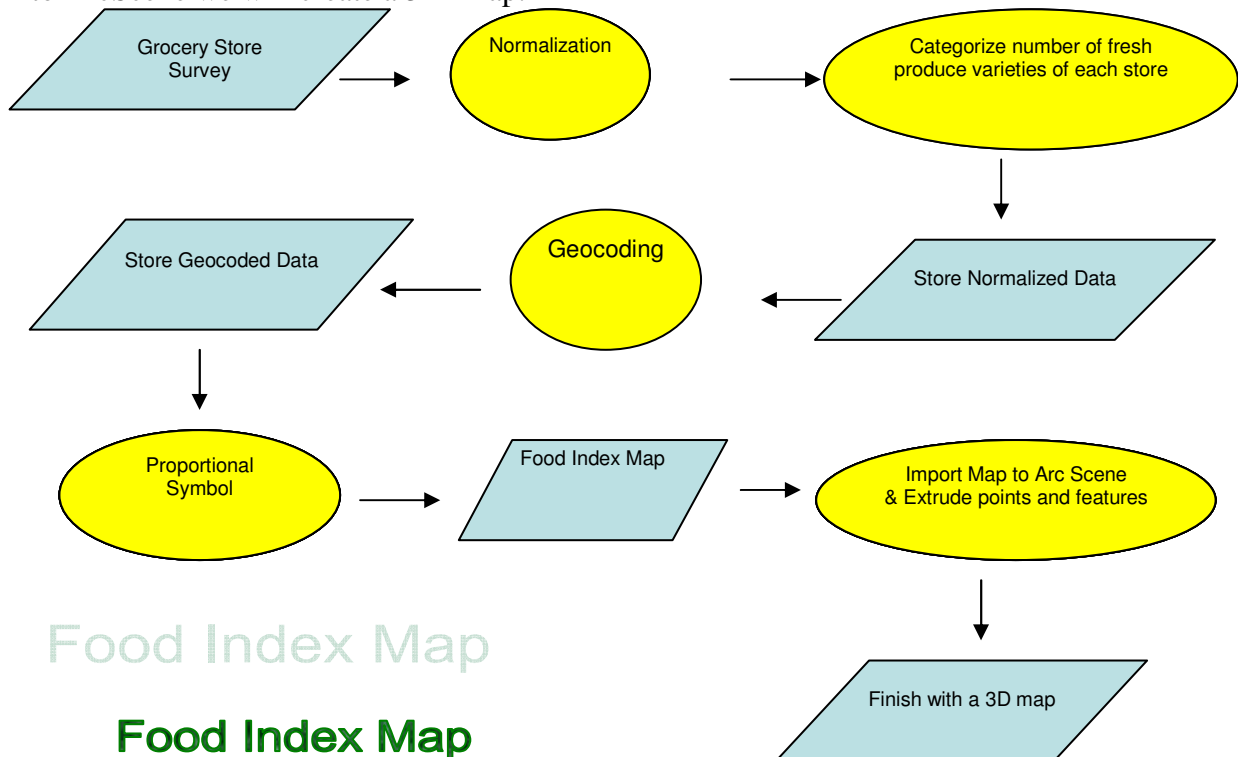 Grocery Store
Survey
Normalization
Categorize number of fresh
produce varieties of each store
Store Geocoded Data
Geocoding
Store Normalized Data
Proportional
Symbol
Food Index Map
Import Map to Arc Scene
& Extrude points and features
Food Index Map
Finish with a 3D map
Food Index Map